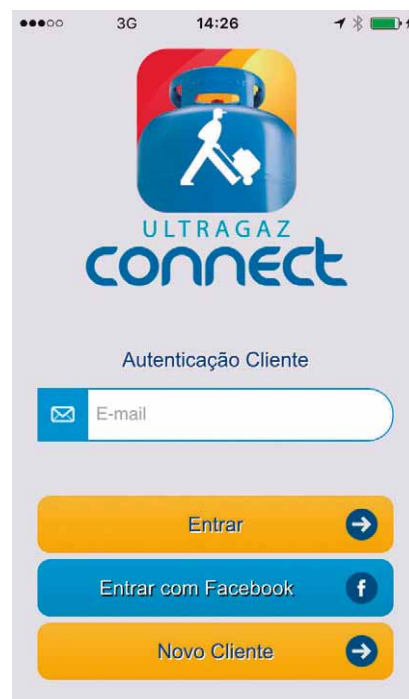 3G 14:26
ULTRAGAZ
connect
Autenticação Cliente
E-mail
Entrar
Entrar com Facebook
f
Novo Cliente